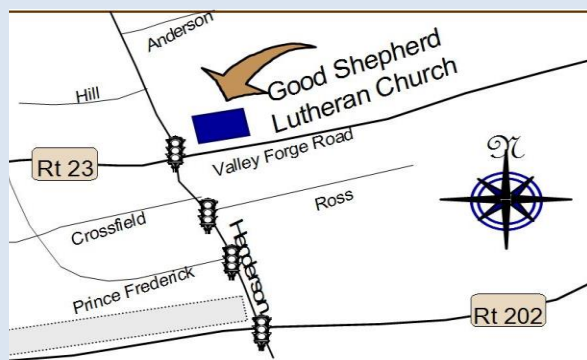 Anderson
Good Shepherd
Lutheran Church
Hill
N
Rt 23
Valley Forge Road
Ross
Crossfield
Henderson
Prince Frederick
Rt 202